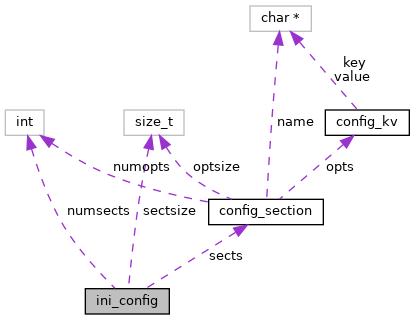 char *
key
value
int
size_t
name
config_kv
numopts
optsize
opts
numsects
sectsize
config_section
sects
ini_config